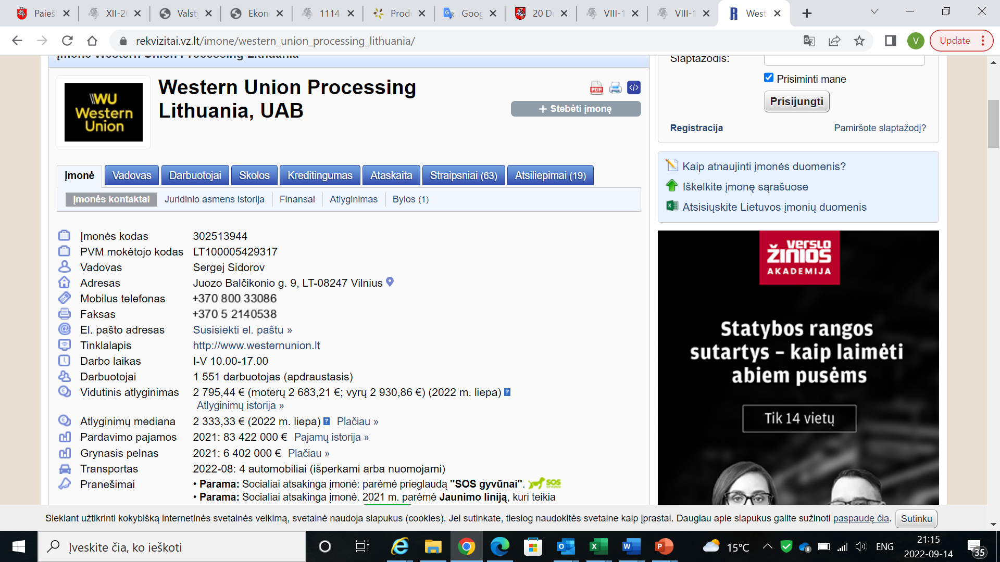 Paieš
XII-26
Valsty
Ekon
1114
Prod
Goog
20 De
VIII-1
VIII-1
West
rekvizitai.vz.lt/imone/western_union_processing_lithuania/
V
Update
Įmonė Western Union Processing Lithuania
WU
Western
Union
Western Union Processing
Lithuania, UAB
PDF
</>
+ Stebėti įmonę
Įmonė
Vadovas
Darbuotojai
Skolos
Kreditingumas
Ataskaita
Straipsniai (63)
Atsiliepimai (19)
Įmonės kontaktai
Juridinio asmens istorija
Finansai
Atlyginimas
Bylos (1)
Įmonės kodas 302513944
PVM mokėtojo kodas LT100005429317
Vadovas Sergej Sidorov
Adresas Juozo Balčikonio g. 9, LT-08247 Vilnius
Mobilus telefonas +370 800 33086
Faksas +370 5 2140538
El. pašto adresas Susisiekti el. paštu »
Tinklalapis http://www.westernunion.lt
Darbo laikas I-V 10.00-17.00
Darbuotojai 1 551 darbuotojas (apdraustasis)
Vidutinis atlyginimas 2 795,44 € (moterų 2 683,21 €; vyrų 2 930,86 €) (2022 m. liepa) ?
Atlyginimų istorija »
Atlyginimų mediana 2 333,33 € (2022 m. liepa) ? Plačiau »
Pardavimo pajamos 2021: 83 422 000 € Pajamų istorija »
Grynasis pelnas 2021: 6 402 000 € Plačiau »
Transportas 2022-08: 4 automobiliai (išperkami arba nuomojami)
Pranešimai • Parama: Socialiai atsakinga įmonė: parėmė prieglaudą "SOS gyvūnai". SOS
• Parama: Socialiai atsakinga įmonė. 2021 m. parėmė Jaunimo liniją, kuri teikia
Slaptažodis:
Prisiminti mane
Prisijungti
Registracija
Pamiršote slaptažodį?
Kaip atnaujinti įmonės duomenis?
Iškelkite įmonę sąrašuose
Atsisiųskite Lietuvos įmonių duomenis
VERSLO
ŽINIOS
AKADEMIJA
Statybos rangos
sutartys – kaip laimėti
abiem pusėms
Tik 14 vietų
Siekiant užtikrinti kokybišką internetinės svetainės veikimą, svetainė naudoja slapukus (cookies). Jei sutinkate, tiesiog naudokitės svetaine kaip įprastai. Daugiau apie slapukus galite sužinoti paspaudę čia.
Sutinku
Įveskite čia, ko ieškoti
15°C
ENG
21:15
2022-09-14
35